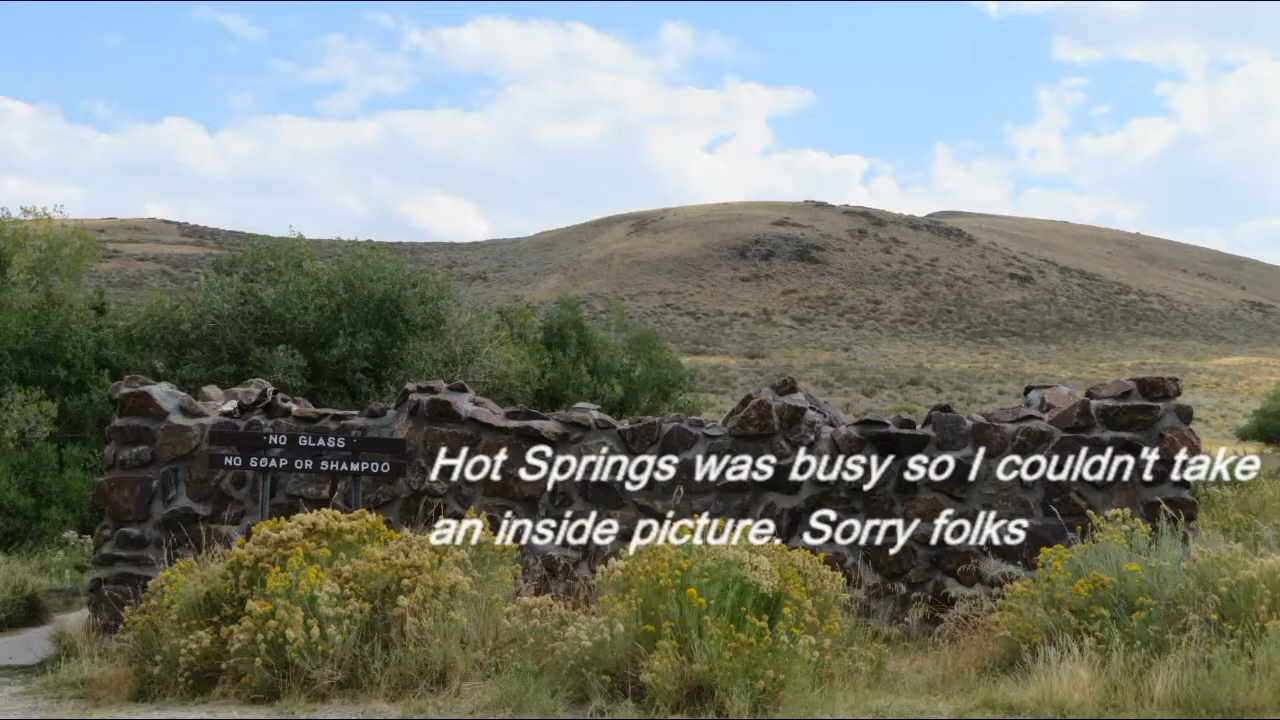 NO GLASS
NO SOAP OR SHAMPOO
Hot Springs was busy so I couldn't take
an inside picture. Sorry folks